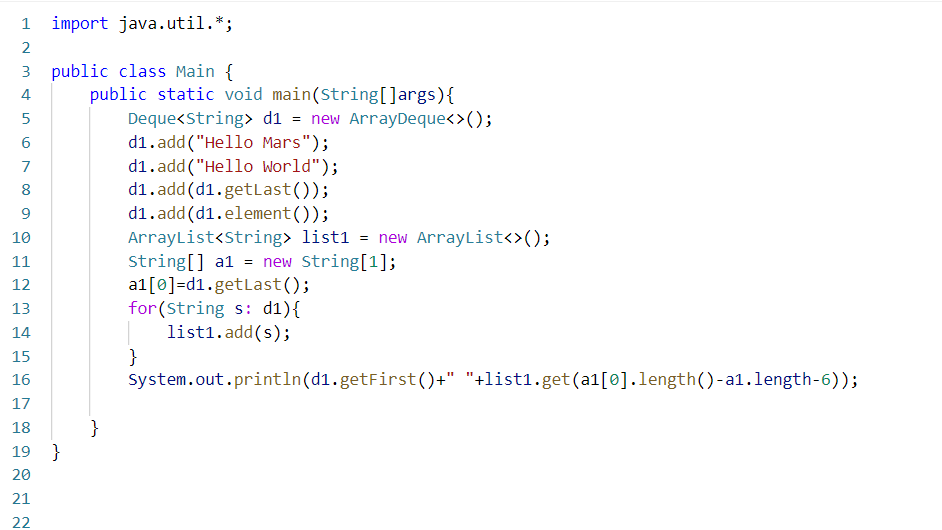 1 import java.util.*;
2
3 public class Main {
4     public static void main(String[]args){
5         Deque<String> d1 = new ArrayDeque<>();
6         d1.add("Hello Mars");
7         d1.add("Hello World");
8         d1.add(d1.getLast());
9         d1.add(d1.element());
10         ArrayList<String> list1 = new ArrayList<>();
11         String[] a1 = new String[1];
12         a1[0]=d1.getLast();
13         for(String s: d1){
14             list1.add(s);
15         }
16         System.out.println(d1.getFirst()+" "+list1.get(a1[0].length()-a1.length-6));
17
18     }
19 }
20
21
22